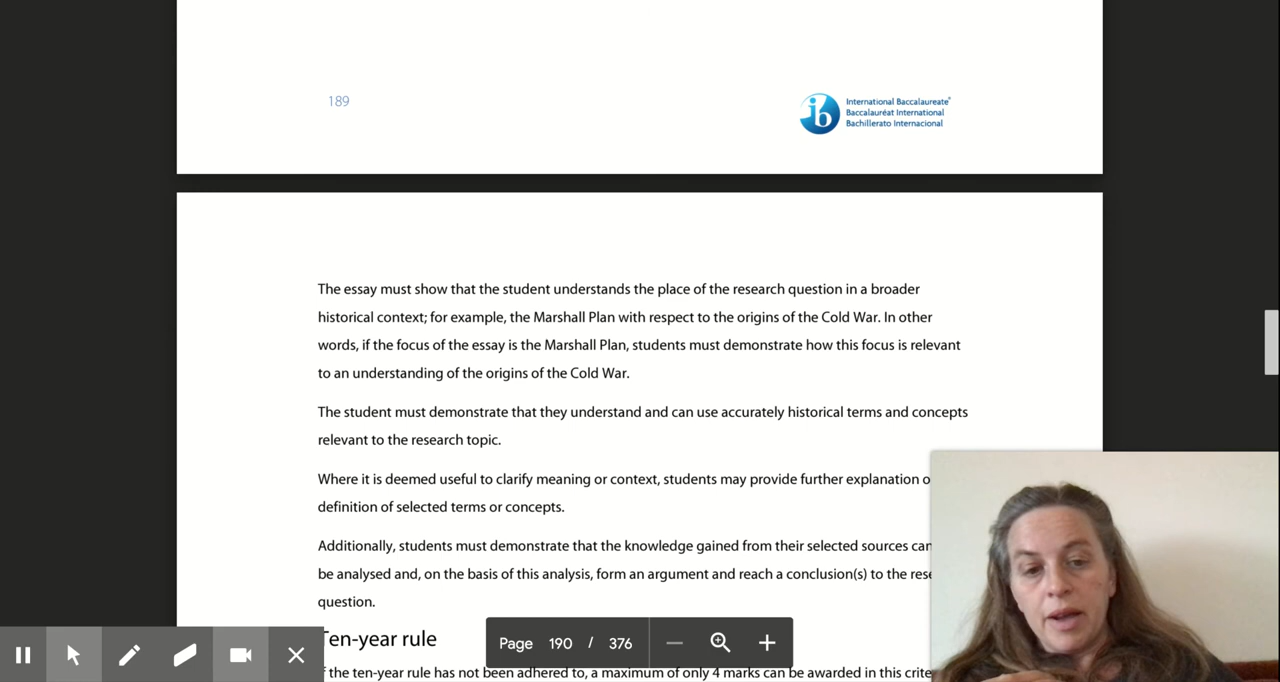 189
International Baccalaureate®
Baccalauréat International
Bachillerato Internacional
The essay must show that the student understands the place of the research question in a broader
historical context; for example, the Marshall Plan with respect to the origins of the Cold War. In other
words, if the focus of the essay is the Marshall Plan, students must demonstrate how this focus is relevant
to an understanding of the origins of the Cold War.
The student must demonstrate that they understand and can use accurately historical terms and concepts
relevant to the research topic.
Where it is deemed useful to clarify meaning or context, students may provide further explanation
definition of selected terms or concepts.
Additionally, students must demonstrate that the knowledge gained from their selected sources can
be analysed and, on the basis of this analysis, form an argument and reach a conclusion(s) to the
question.
Ten-year rule
the ten-year rule has not been adhered to, a maximum of only 4 marks can be awarded in this
Page 190 / 376